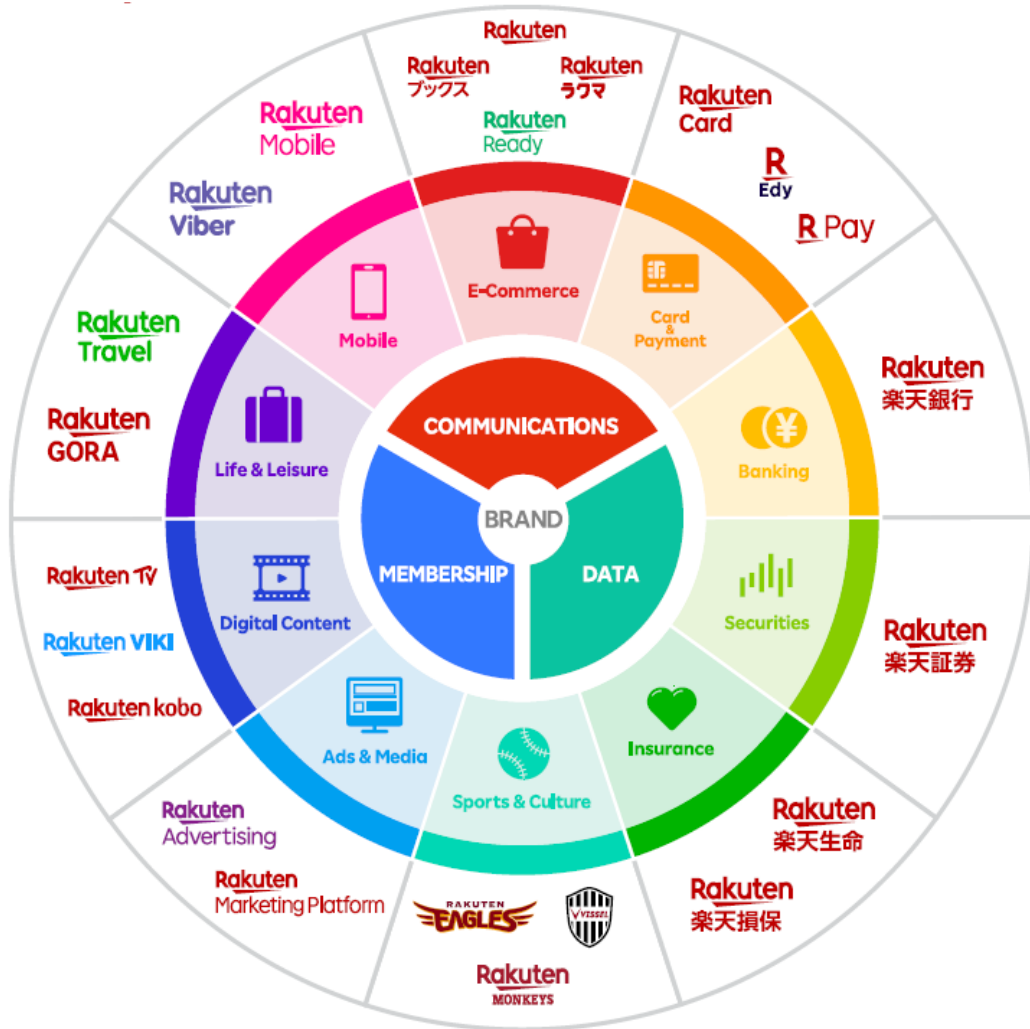 Rakuten
Rakuten
ブックス
Rakuten
ラクマ
Rakuten
Ready
Rakuten
Card
R
Edy
R Pay
Rakuten
楽天銀行
Rakuten
楽天証券
Rakuten
楽天生命
Rakuten
楽天損保
RAKUTEN
EAGLES
VISSEL
Rakuten
MONKEYS
Rakuten
Advertising
Rakuten
Marketing Platform
Rakuten TV
Rakuten VIKI
Rakuten kobo
Rakuten
Travel
Rakuten
GORA
Rakuten
Mobile
Rakuten
Viber
E-Commerce
Card
&
Payment
¥
Banking
Securities
Insurance
Sports & Culture
Ads & Media
Digital Content
Life & Leisure
Mobile
COMMUNICATIONS
BRAND
MEMBERSHIP
DATA